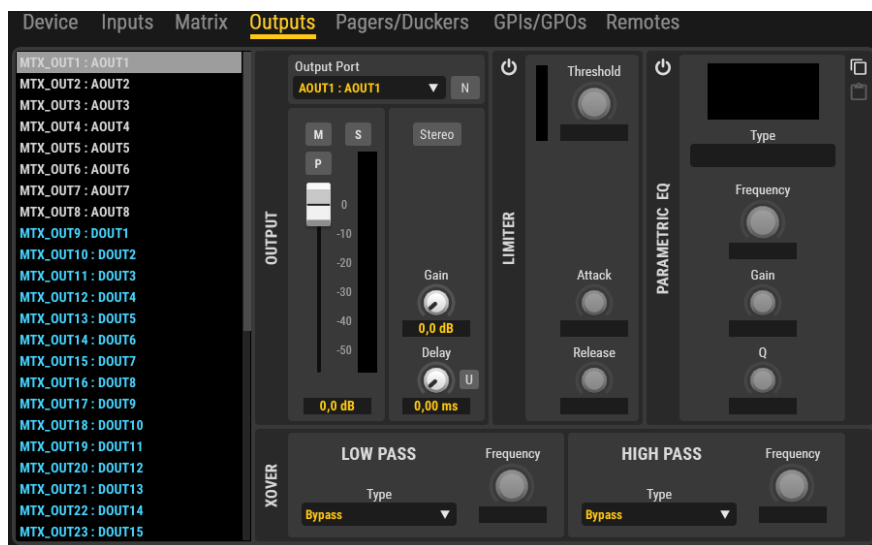 Device Inputs Matrix Outputs Pagers/Duckers GPIs/GPOs Remotes
MTX_OUT1 : AOUT1
MTX_OUT2 : AOUT2
MTX_OUT3 : AOUT3
MTX_OUT4 : AOUT4
MTX_OUT5 : AOUT5
MTX_OUT6 : AOUT6
MTX_OUT7 : AOUT7
MTX_OUT8 : AOUT8
MTX_OUT9 : DOUT1
MTX_OUT10 : DOUT2
MTX_OUT11 : DOUT3
MTX_OUT12 : DOUT4
MTX_OUT13 : DOUT5
MTX_OUT14 : DOUT6
MTX_OUT15 : DOUT7
MTX_OUT16 : DOUT8
MTX_OUT17 : DOUT9
MTX_OUT18 : DOUT10
MTX_OUT19 : DOUT11
MTX_OUT20 : DOUT12
MTX_OUT21 : DOUT13
MTX_OUT22 : DOUT14
MTX_OUT23 : DOUT15
OUTPUT
Output Port
AOUT1 : AOUT1 N
M S
P
0
-10
-20
-30
-40
-50
0,0 dB
Stereo
Gain
0,0 dB
Delay
U
0,00 ms
LIMITER
Threshold
Attack
Release
PARAMETRIC EQ
Type
Frequency
Gain
Q
XOVER
LOW PASS
Type
Bypass
Frequency
HIGH PASS
Type
Bypass
Frequency